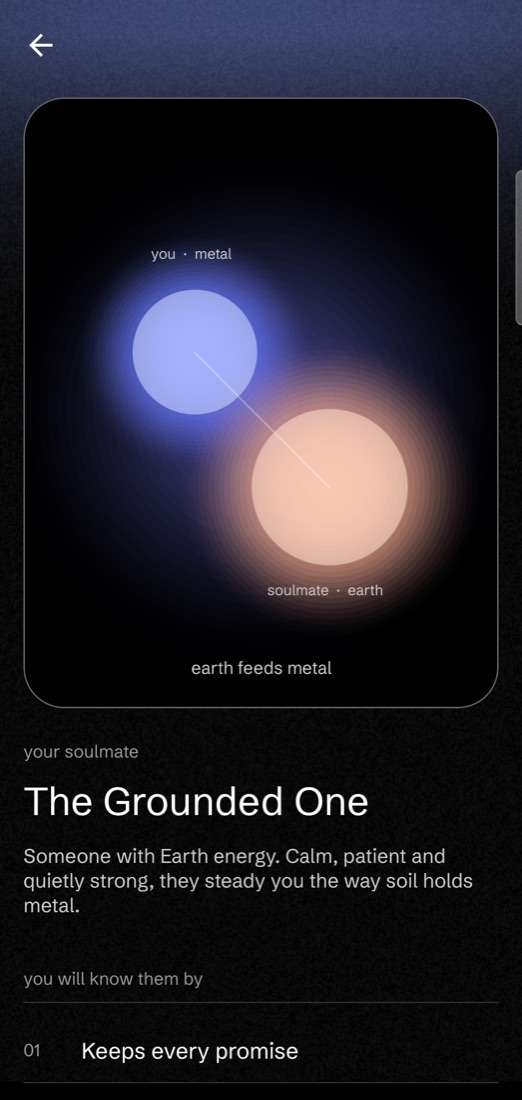 you · metal
soulmate · earth
earth feeds metal
your soulmate
The Grounded One
Someone with Earth energy. Calm, patient and
quietly strong, they steady you the way soil holds
metal.
you will know them by
01 Keeps every promise